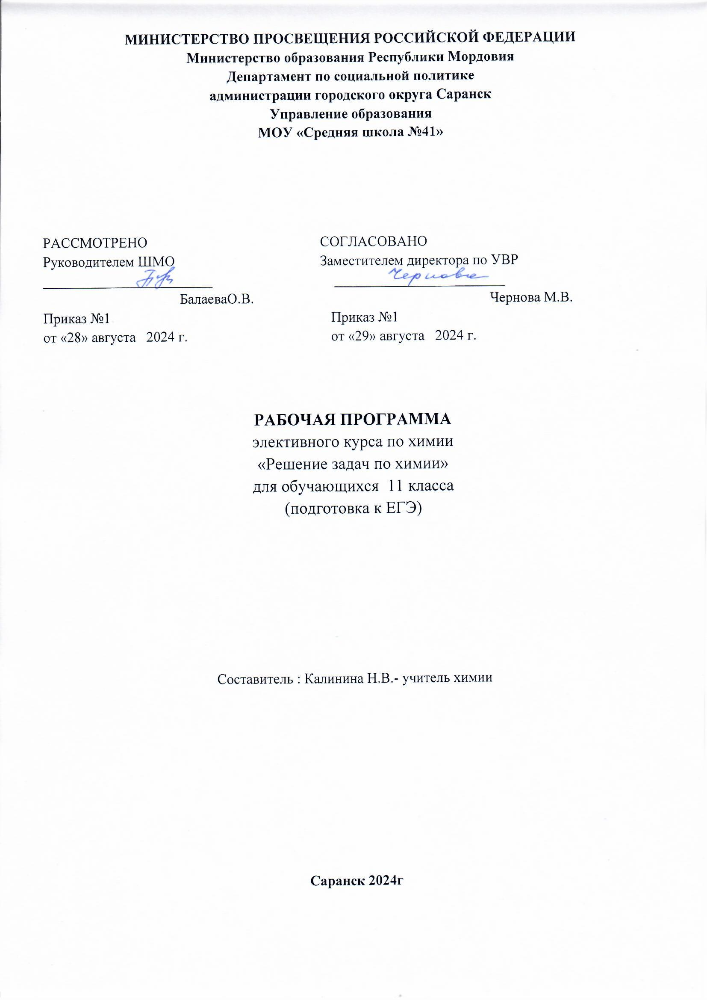 МИНИСТЕРСТВО ПРОСВЕЩЕНИЯ РОССИЙСКОЙ ФЕДЕРАЦИИ
Министерство образования Республики Мордовия
Департамент по социальной политике
администрации городского округа Саранск
Управление образования
МОУ «Средняя школа №41»
РАССМОТРЕНО
Руководителем ШМО
БалаеваО.В.
Приказ №1
от «28» августа 2024 г.
СОГЛАСОВАНО
Заместителем директора по УВР
Чернова
Чернова М.В.
Приказ №1
от «29» августа 2024 г.
РАБОЧАЯ ПРОГРАММА
элективного курса по химии
«Решение задач по химии»
для обучающихся 11 класса
(подготовка к ЕГЭ)
Составитель : Калинина Н.В.- учитель химии
Саранск 2024г